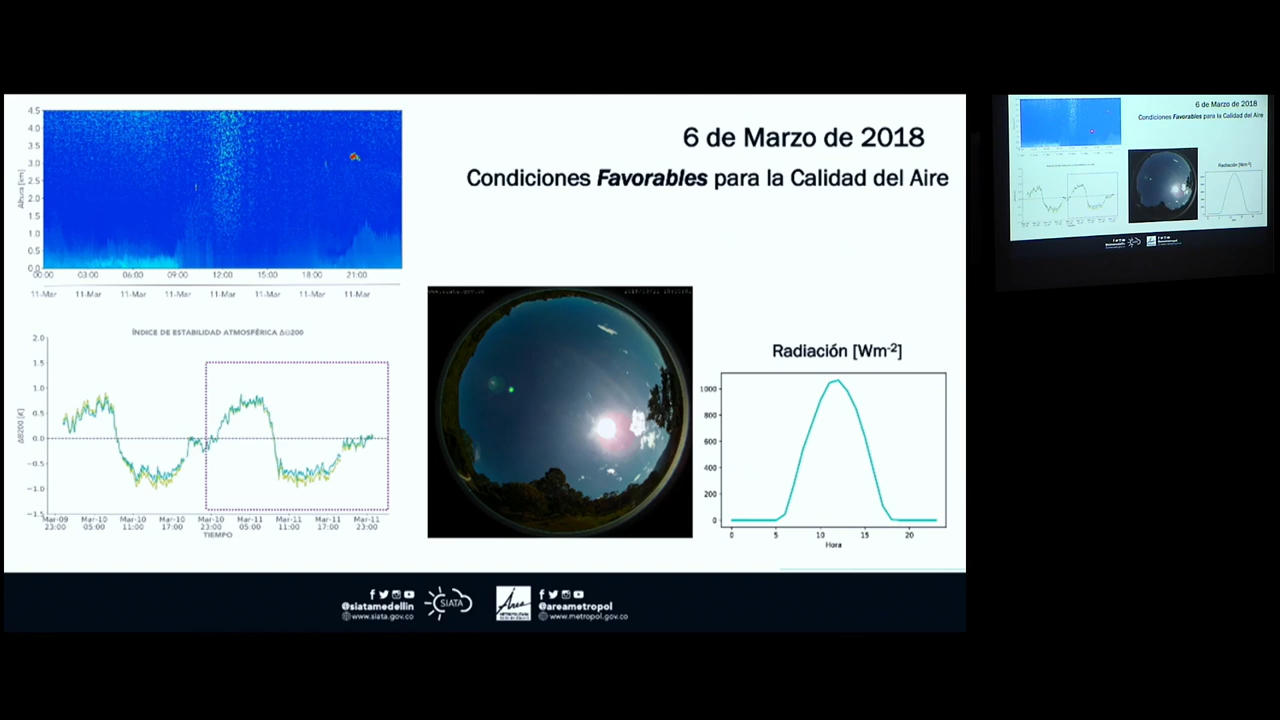 6 de Marzo de 2018
Condiciones Favorables para la Calidad del Aire
Altura [km]
4.5
4.0
3.5
3.0
2.5
2.0
1.5
1.0
0.5
0.0
00:00 03:00 06:00 09:00 12:00 15:00 18:00 21:00
11-Mar 11-Mar 11-Mar 11-Mar 11-Mar 11-Mar 11-Mar 11-Mar
ÍNDICE DE ESTABILIDAD ATMOSFÉRICA ΔΘ200
2.0
1.5
1.0
0.5
0.0
−0.5
−1.0
−1.5
Mar-09 Mar-10 Mar-10 Mar-10 Mar-10 Mar-11 Mar-11 Mar-11 Mar-11
23:00 05:00 11:00 17:00 23:00 05:00 11:00 17:00 23:00
TIEMPO
www.siata.gov.co
Radiación [Wm-2]
1000
800
600
400
200
0
0 5 10 15 20
Hora
@siatamedellin
www.siata.gov.co
SIATA
Área
METROPOLITANA
@areametropol
www.metropol.gov.co
6 de Marzo de 2018
Condiciones Favorables para la Calidad del Aire
Radiación [Wm-2]